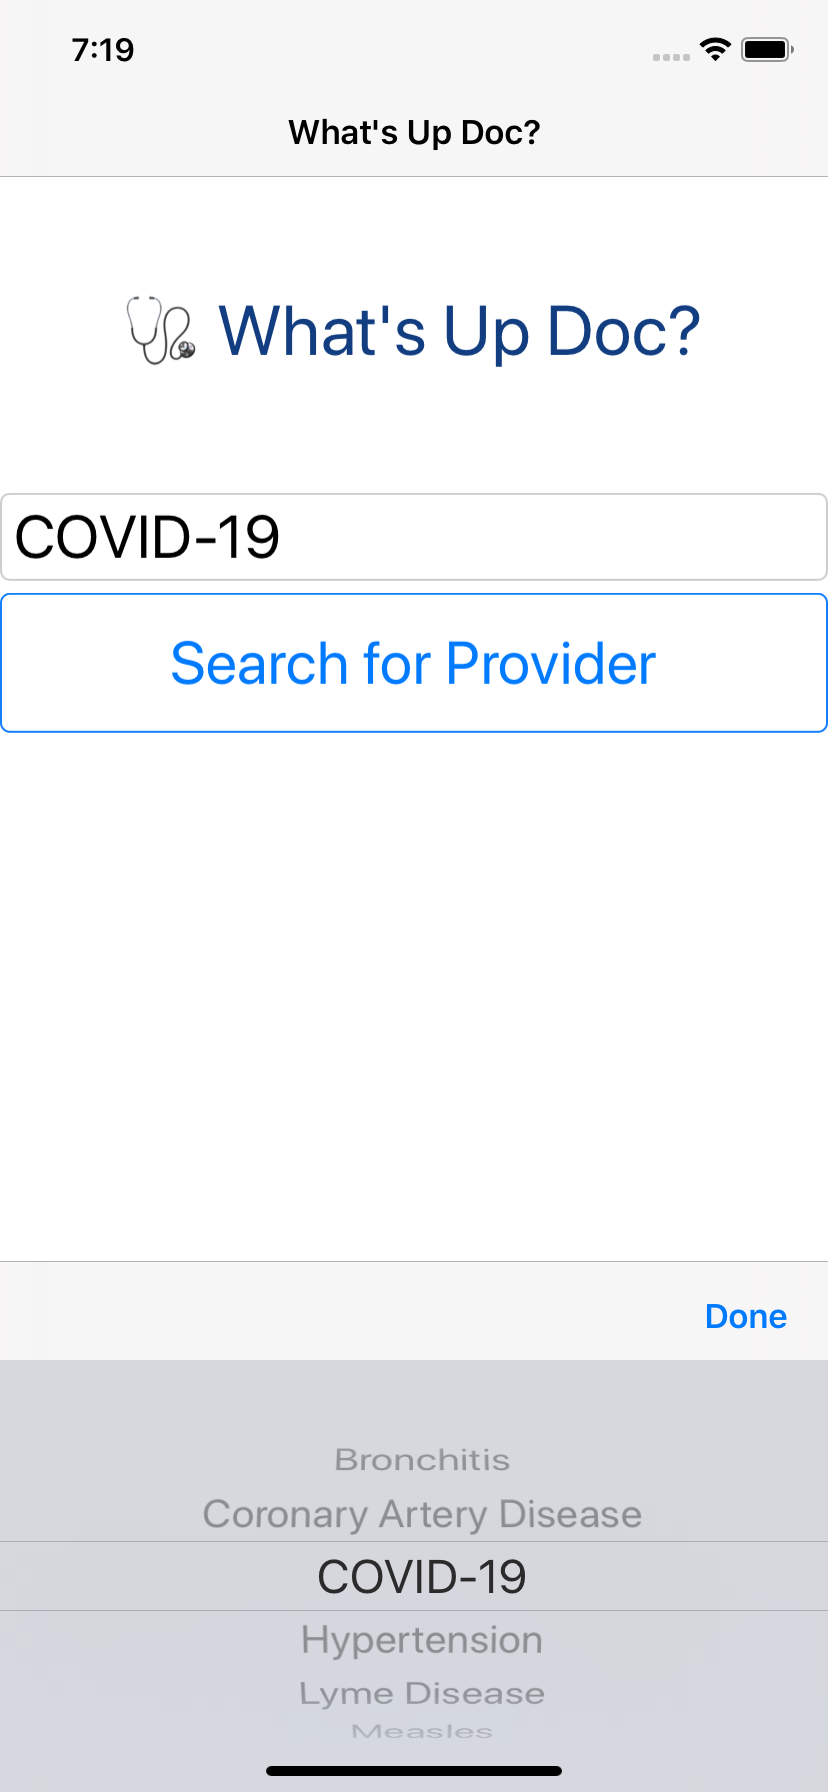 7:19
What's Up Doc?
What's Up Doc?
COVID-19
Search for Provider
Done
Bronchitis
Coronary Artery Disease
COVID-19
Hypertension
Lyme Disease
Measles